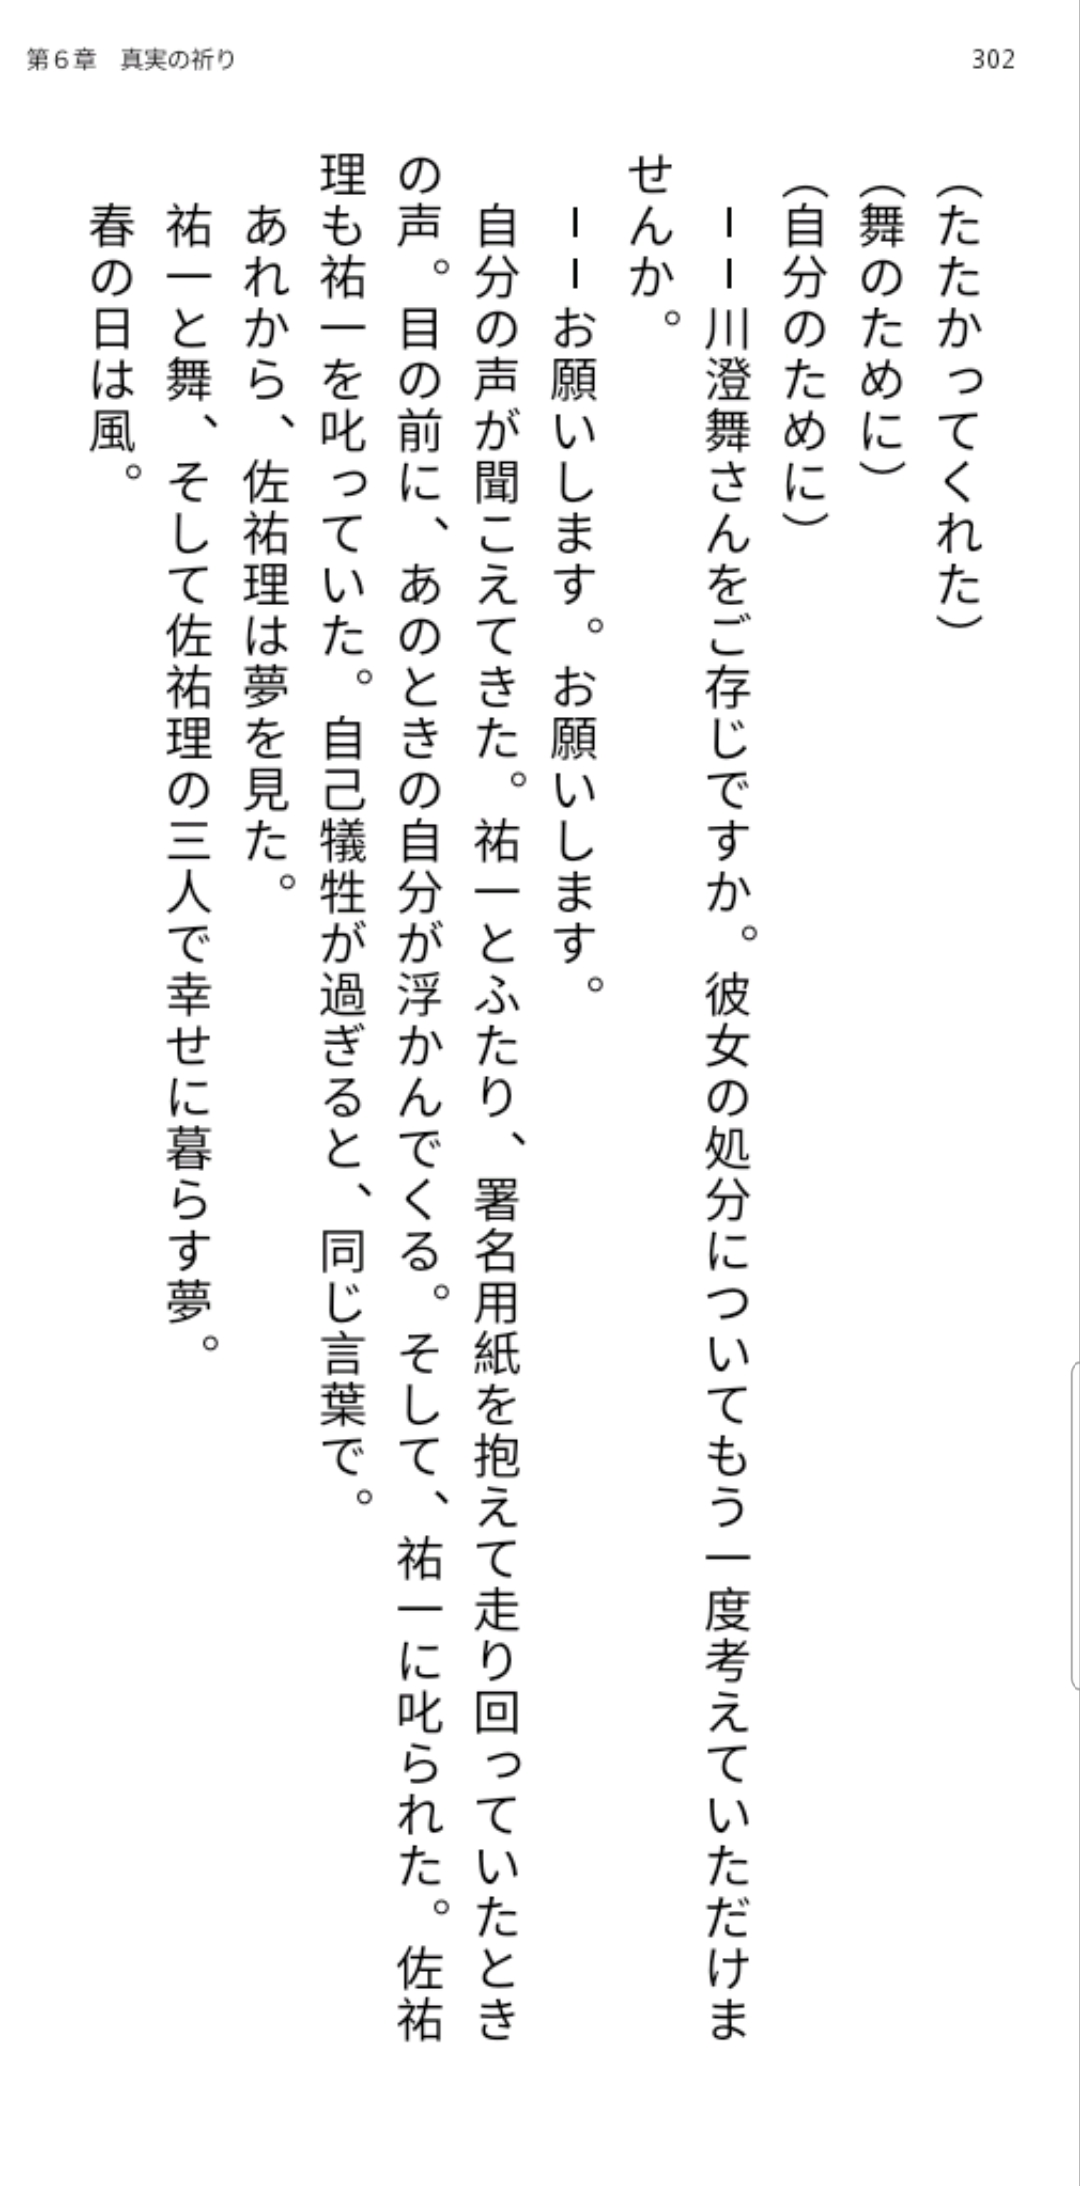 第６章　真実の祈り
302
（たたかってくれた）
（舞のために）
（自分のために）
――川澄舞さんをご存じですか。彼女の処分についてもう一度考えていただけま
せんか。
――お願いします。お願いします。
自分の声が聞こえてきた。祐一とふたり、署名用紙を抱えて走り回っていたとき
の声。目の前に、あのときの自分が浮かんでくる。そして、祐一に叱られた。佐祐
理も祐一を叱っていた。自己犠牲が過ぎると、同じ言葉で。
あれから、佐祐理は夢を見た。
祐一と舞、そして佐祐理の三人で幸せに暮らす夢。
春の日は風。